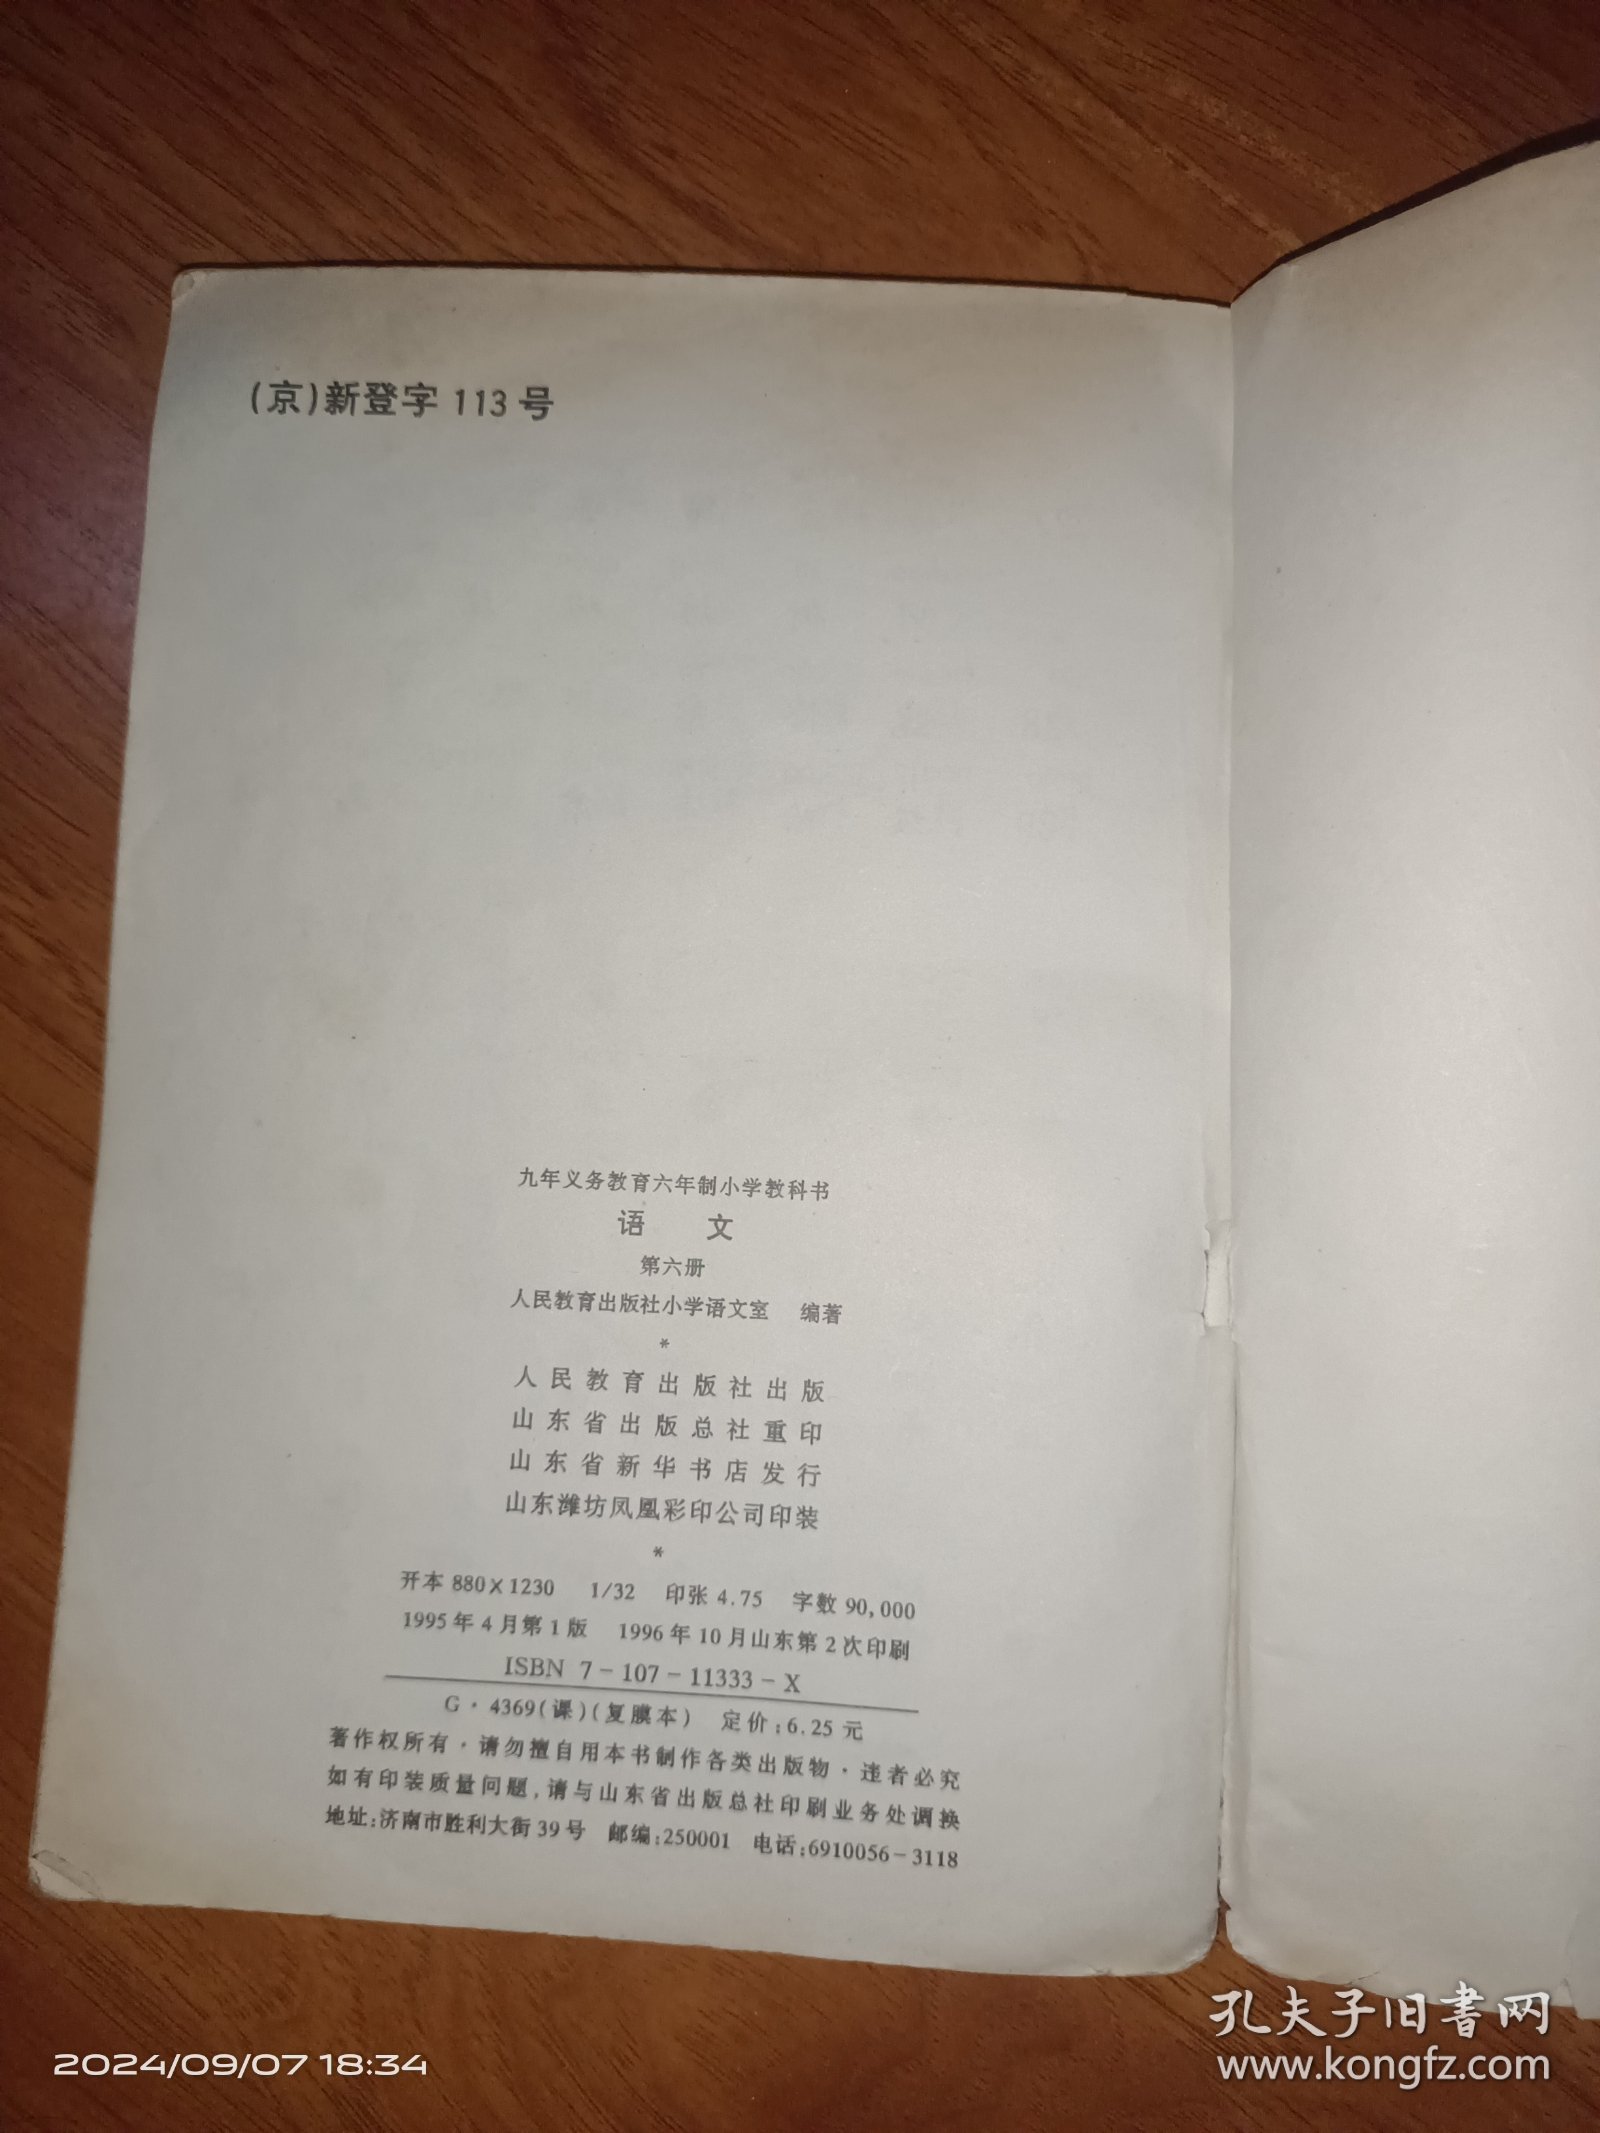 (京)新登字 113 号
九年义务教育六年制小学教科书
语 文
第六册
人民教育出版社小学语文室 编著
*
人民教育出版社出版
山东省出版总社重印
山东省新华书店发行
山东潍坊凤凰彩印公司印装
*
开本 880×1230 1/32 印张 4.75 字数 90,000
1995 年 4 月第 1 版 1996 年 10 月山东第 2 次印刷
ISBN 7-107-11333-X
G·4369(课)(复膜本) 定价:6.25 元
著作权所有·请勿擅自用本书制作各类出版物·违者必究
如有印装质量问题,请与山东省出版总社印刷业务处调换
地址:济南市胜利大街 39 号 邮编:250001 电话:6910056-3118
孔夫子旧书网
www.kongfz.com
2024/09/07 18:34